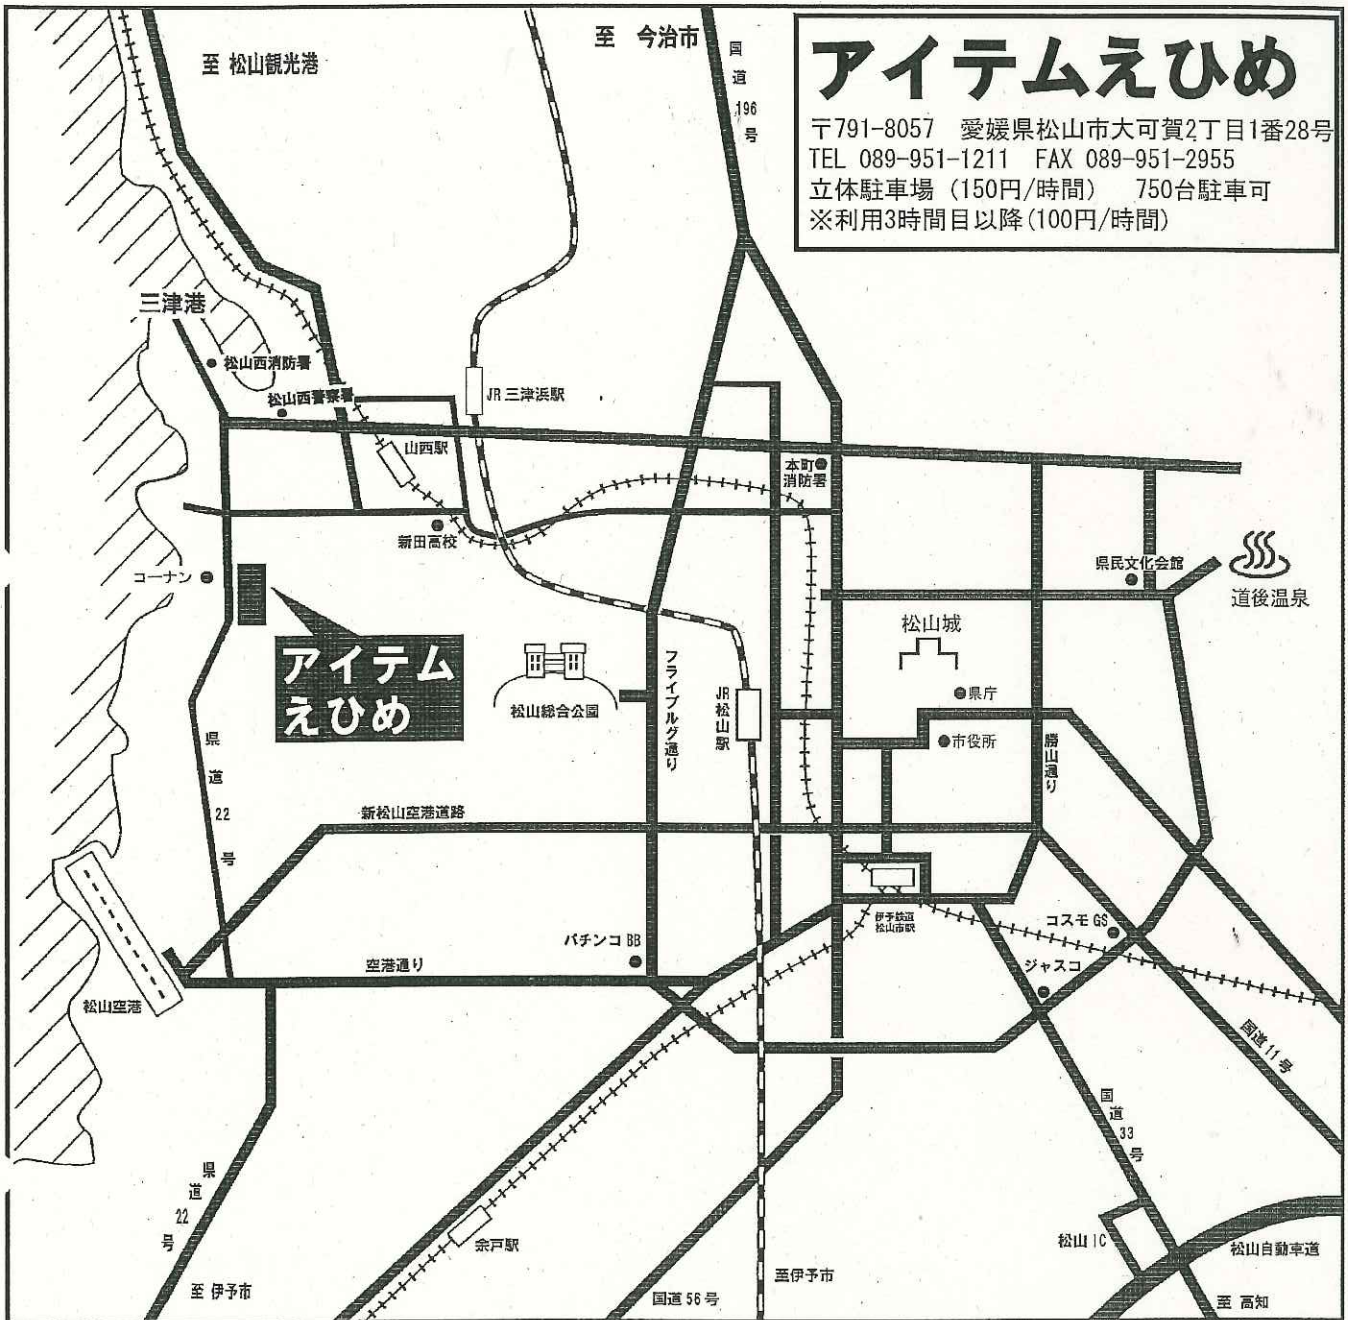 アイテムえひめ
〒791-8057　愛媛県松山市大可賀2丁目1番28号
TEL 089-951-1211　FAX 089-951-2955
立体駐車場 (150円/時間)　750台駐車可
※利用3時間目以降(100円/時間)
至 松山観光港
至 今治市
国道196号
三津港
松山西消防署
松山西警察署
JR 三津浜駅
山西駅
本町
消防署
新田高校
コーナン
県民文化会館
道後温泉
アイテム
えひめ
松山城
松山総合公園
フライブルグ通り
JR松山駅
県庁
市役所
勝山通り
県道22号
新松山空港道路
伊予鉄道
松山市駅
コスモ GS
パチンコ BB
空港通り
ジャスコ
松山空港
国道11号
国道33号
県道22号
余戸駅
松山 IC
松山自動車道
至 伊予市
国道 56 号
至伊予市
至 高知